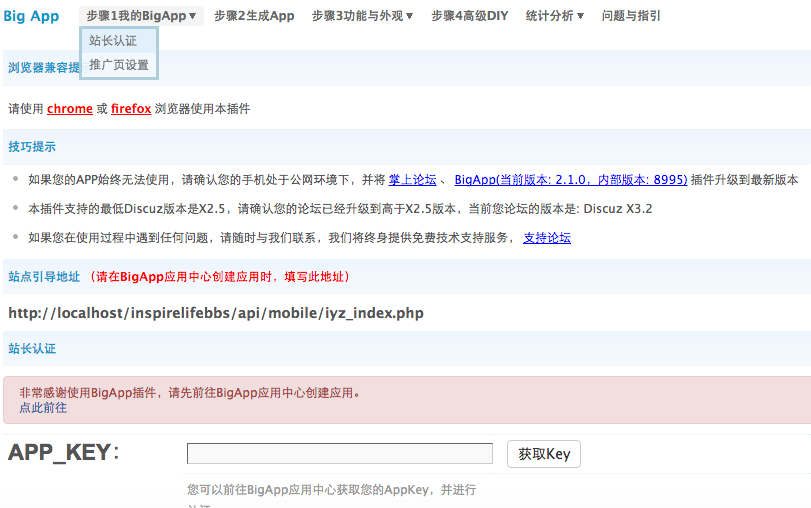 Big App 步骤1我的BigApp▼ 步骤2生成App 步骤3功能与外观▼ 步骤4高级DIY 统计分析▼ 问题与指引
站长认证
推广页设置
浏览器兼容提
请使用 chrome 或 firefox 浏览器使用本插件
技巧提示
如果您的APP始终无法使用，请确认您的手机处于公网环境下，并将 掌上论坛 、 BigApp(当前版本: 2.1.0，内部版本: 8995) 插件升级到最新版本
本插件支持的最低Discuz版本是X2.5，请确认您的论坛已经升级到高于X2.5版本，当前您论坛的版本是: Discuz X3.2
如果您在使用过程中遇到任何问题，请随时与我们联系，我们将终身提供免费技术支持服务， 支持论坛
站点引导地址 （请在BigApp应用中心创建应用时，填写此地址）
http://localhost/inspirelifebbs/api/mobile/iyz_index.php
站长认证
非常感谢使用BigApp插件，请先前往BigApp应用中心创建应用。
点此前往
APP_KEY: 获取Key
您可以前往BigApp应用中心获取您的AppKey，并进行